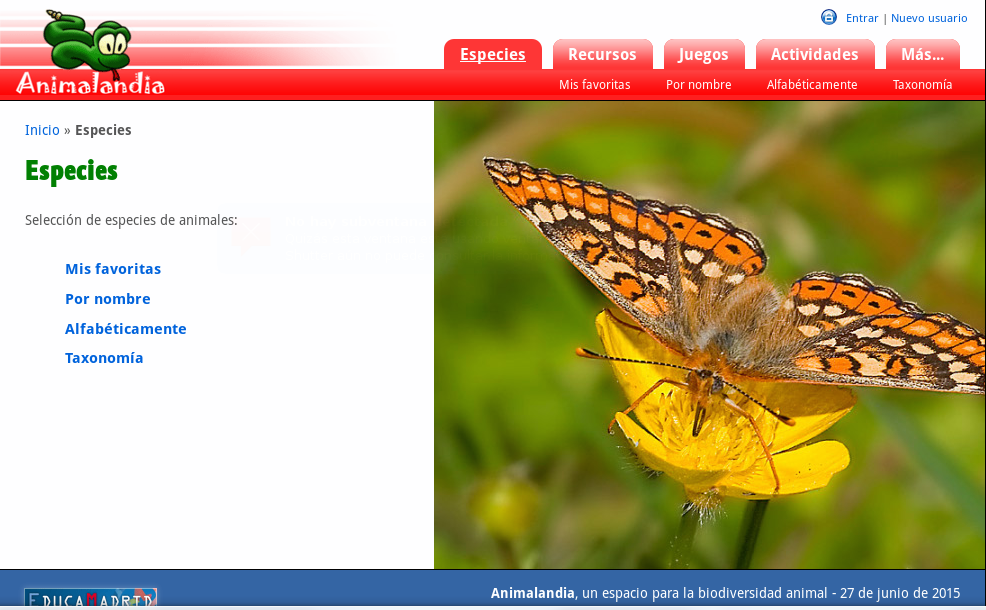 Entrar | Nuevo usuario
Animalandia
Especies Recursos Juegos Actividades Más...
Mis favoritas Por nombre Alfabéticamente Taxonomía
Inicio » Especies
Especies
Selección de especies de animales:
Mis favoritas
Por nombre
Alfabéticamente
Taxonomía
EDUCAMADRID
Animalandia, un espacio para la biodiversidad animal - 27 de junio de 2015